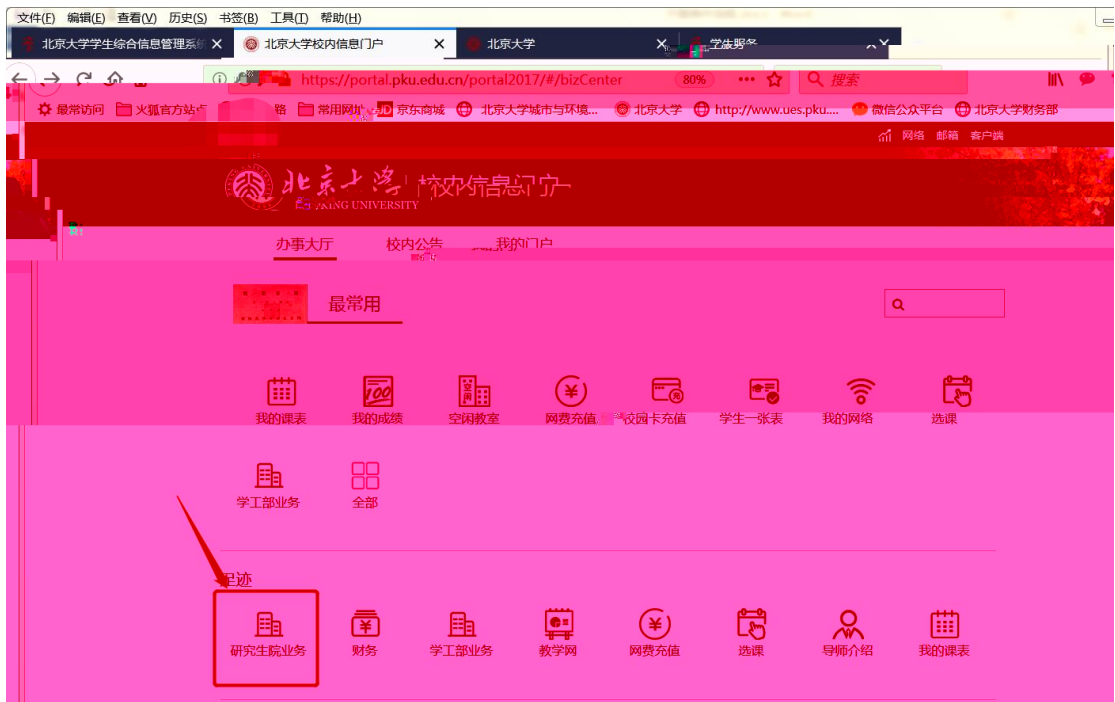 文件(F) 编辑(E) 查看(V) 历史(S) 书签(B) 工具(T) 帮助(H)
北京大学学生综合信息管理系统 北京大学校内信息门户 北京大学
https://portal.pku.edu.cn/portal2017/#/bizCenter 80% 搜索
最常访问 火狐官方站点 常用网址 JD 京东商城 北京大学城市与环境... 北京大学 http://www.ues.pku.... 微信公众平台 北京大学财务部
网络 邮箱 客户端
北京大学 校内信息门户
UNIVERSITY
办事大厅 校内公告 我的门户
最常用
我的课表 我的成绩 空闲教室 网费充值 校园卡充值 学生一张表 我的网络 选课
学工部业务 全部
足迹
研究生院业务 财务 学工部业务 教学网 网费充值 选课 导师介绍 我的课表